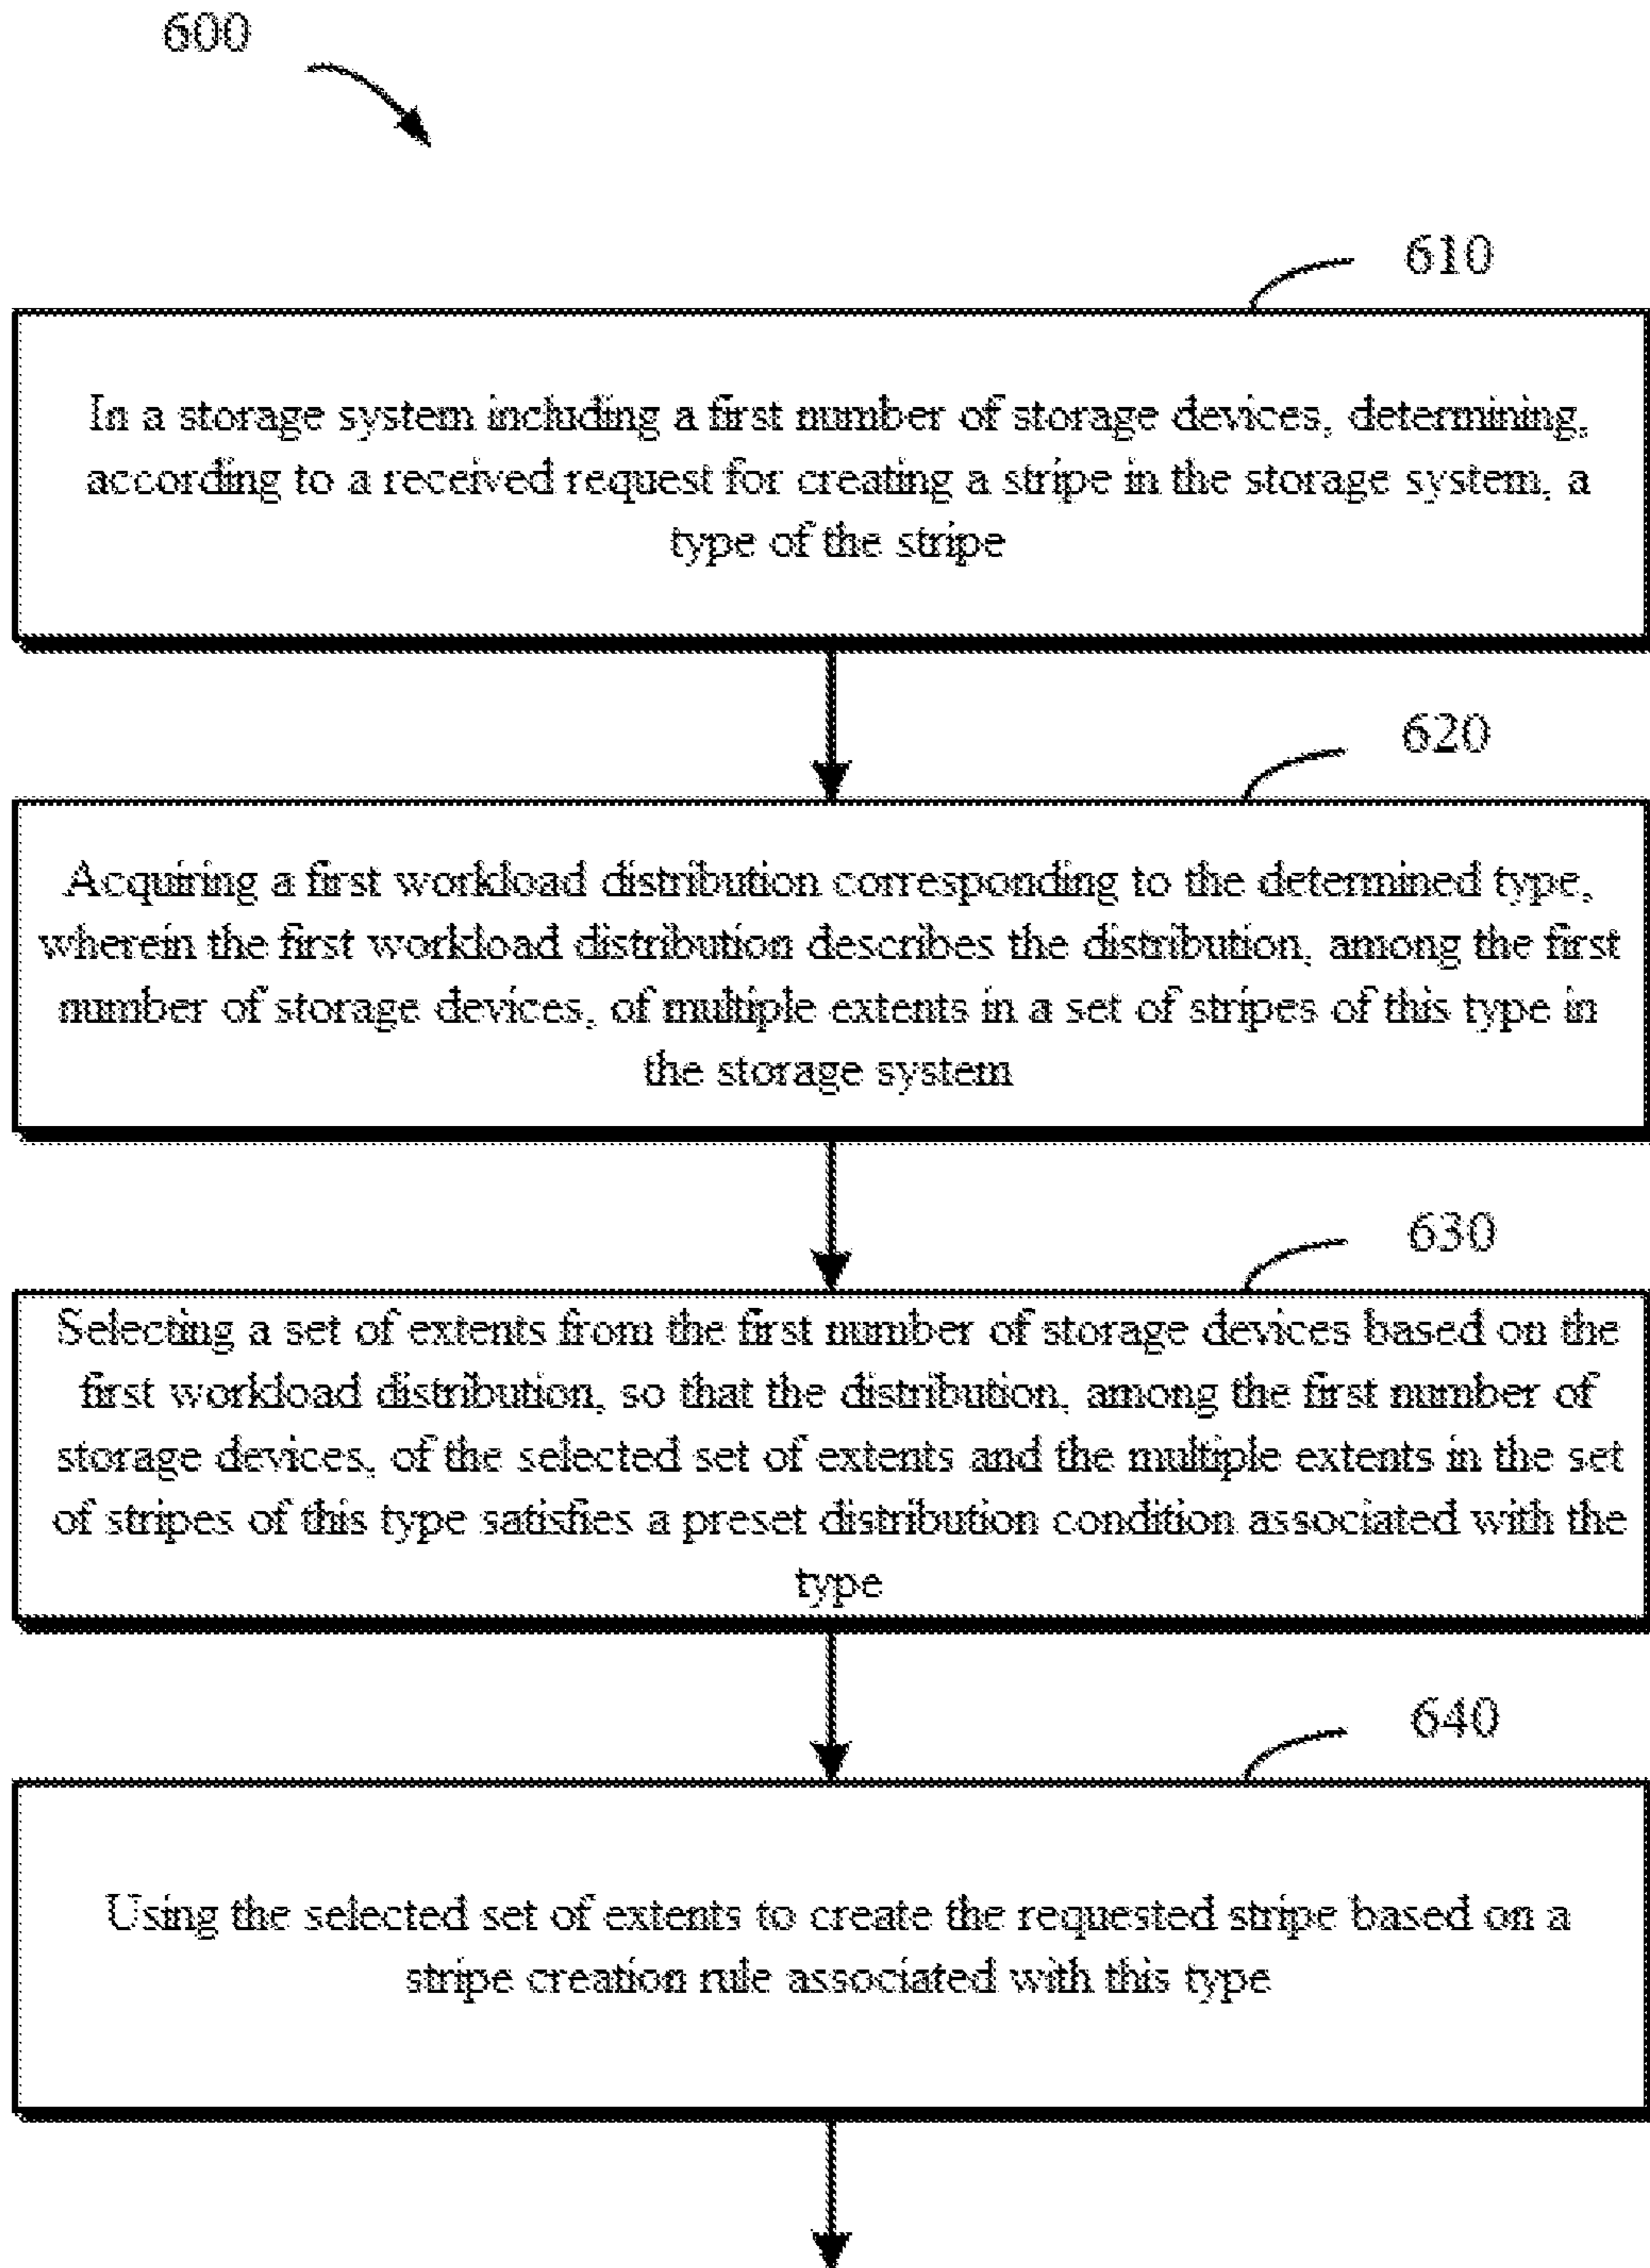 600
610
In a storage system including a first number of storage devices, determining,
according to a received request for creating a stripe in the storage system, a
type of the stripe
620
Acquiring a first workload distribution corresponding to the determined type,
wherein the first workload distribution describes the distribution, among the first
number of storage devices, of multiple extents in a set of stripes of this type in
the storage system
630
Selecting a set of extents from the first number of storage devices based on the
first workload distribution, so that the distribution, among the first number of
storage devices, of the selected set of extents and the multiple extents in the set
of stripes of this type satisfies a preset distribution condition associated with the
type
640
Using the selected set of extents to create the requested stripe based on a
stripe creation rule associated with this type